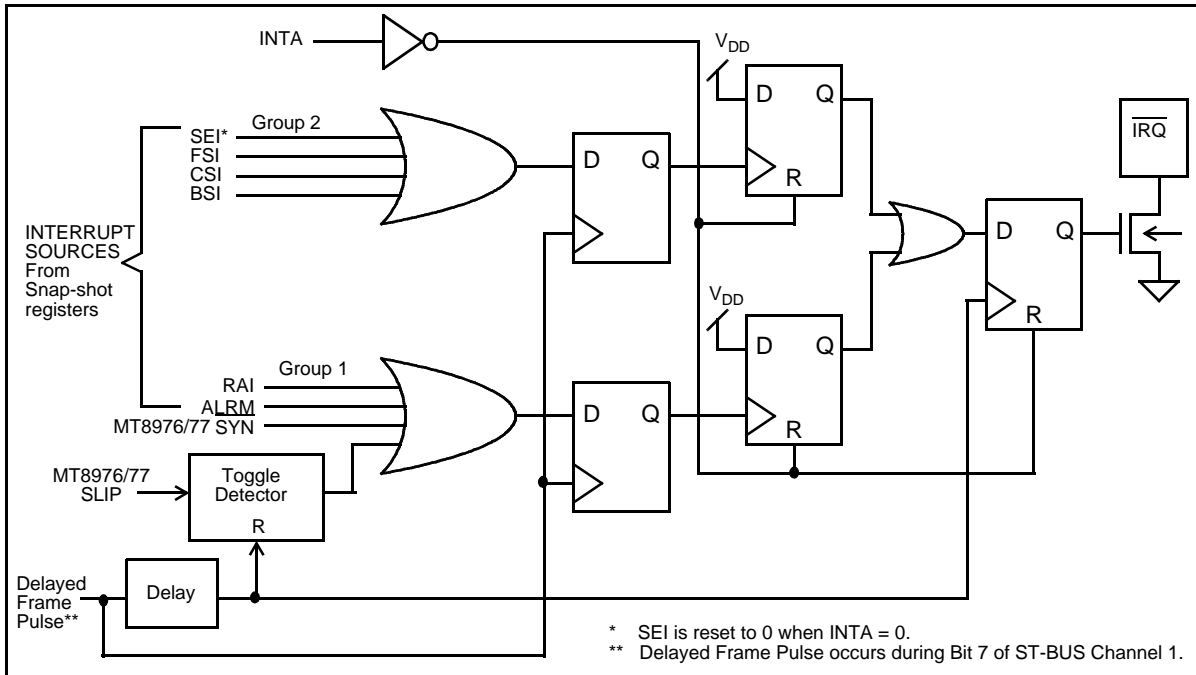 INTA
VDD
D Q
R
IRQ
Group 2
SEI*
FSI
CSI
BSI
D Q
INTERRUPT
SOURCES
From
Snap-shot
registers
D Q
R
VDD
D Q
R
Group 1
RAI
ALRM
MT8976/77 SYN
D Q
MT8976/77
SLIP
Toggle
Detector
R
Delayed
Frame
Pulse**
Delay
* SEI is reset to 0 when INTA = 0.
** Delayed Frame Pulse occurs during Bit 7 of ST-BUS Channel 1.